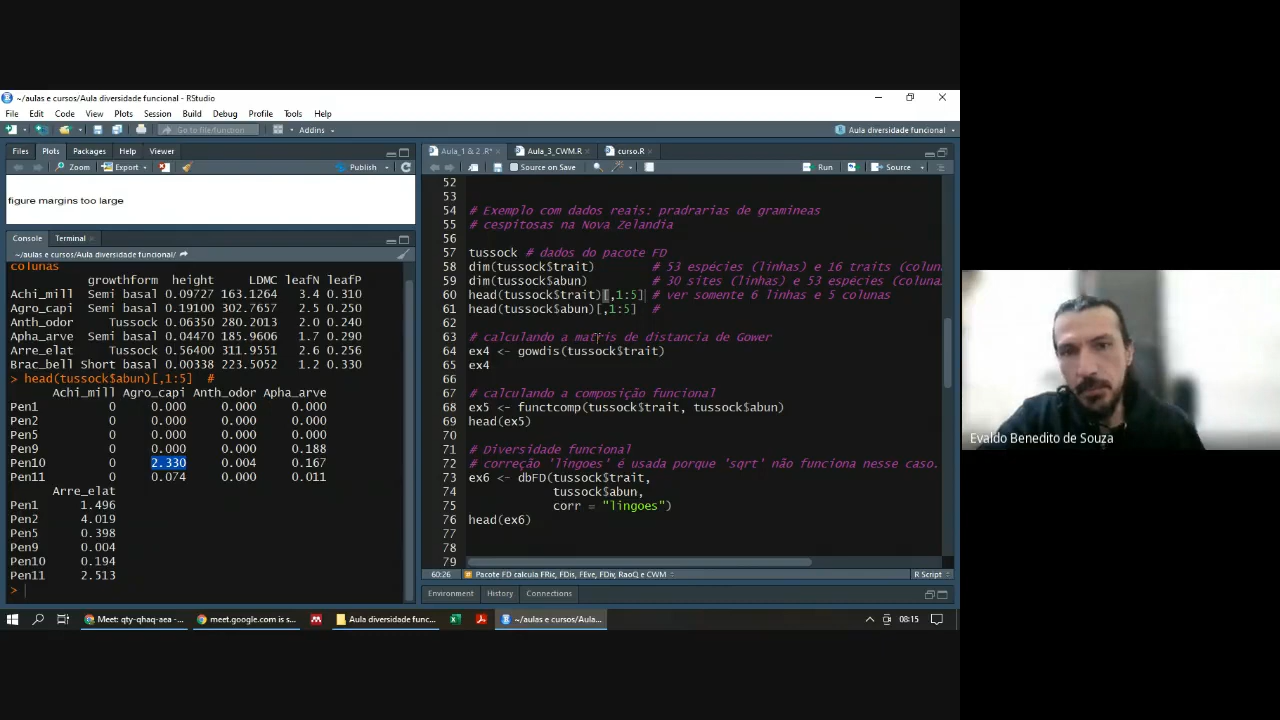 ~/aulas e cursos/Aula diversidade funcional - RStudio
File Edit Code View Plots Session Build Debug Profile Tools Help
Go to file/function Addins Aula diversidade funcional
Files Plots Packages Help Viewer
Zoom Export Publish
figure margins too large
Console Terminal
~/aulas e cursos/Aula diversidade funcional/
colunas
growthform height LDMC leafN leafP
Achi_mill Semi basal 0.09727 163.1264 3.4 0.310
Agro_capi Semi basal 0.19100 302.7657 2.5 0.250
Anth_odor Tussock 0.06350 280.2013 2.0 0.240
Apha_arve Semi basal 0.04470 185.9606 1.7 0.290
Arre_elat Tussock 0.56400 311.9551 2.6 0.256
Brac_bell Short basal 0.00338 223.5052 1.2 0.330
> head(tussock$abun)[,1:5] #
Achi_mill Agro_capi Anth_odor Apha_arve
Pen1 0 0.000 0.000 0.000
Pen2 0 0.000 0.000 0.000
Pen5 0 0.000 0.000 0.000
Pen9 0 0.000 0.000 0.188
Pen10 0 2.330 0.004 0.167
Pen11 0 0.074 0.000 0.011
Arre_elat
Pen1 1.496
Pen2 4.019
Pen5 0.398
Pen9 0.004
Pen10 0.194
Pen11 2.513
>
Aula_1 & 2 .R* Aula_3_CWM.R curso.R
Source on Save Run Source
52
53
54 # Exemplo com dados reais: pradrarias de gramineas
55 # cespitosas na Nova Zelandia
56
57 tussock # dados do pacote FD
58 dim(tussock$trait) # 53 espécies (linhas) e 16 traits (colun
59 dim(tussock$abun) # 30 sites (linhas) e 53 espécies (colunas
60 head(tussock$trait)[,1:5] # ver somente 6 linhas e 5 colunas
61 head(tussock$abun)[,1:5] #
62
63 # calculando a matris de distancia de Gower
64 ex4 <- gowdis(tussock$trait)
65 ex4
66
67 # calculando a composição funcional
68 ex5 <- functcomp(tussock$trait, tussock$abun)
69 head(ex5)
70
71 # Diversidade funcional
72 # correção 'lingoes' é usada porque 'sqrt' não funciona nesse caso.
73 ex6 <- dbFD(tussock$trait,
74 tussock$abun,
75 corr = "lingoes")
76 head(ex6)
77
78
79
60:26 Pacote FD calcula FRic, FDis, FEve, FDiv, RaoQ e CWM R Script
Environment History Connections
Evaldo Benedito de Souza
Meet: qty-qhaq-aea -... meet.google.com is s... Aula diversidade func... ~/aulas e cursos/Aula... 08:15